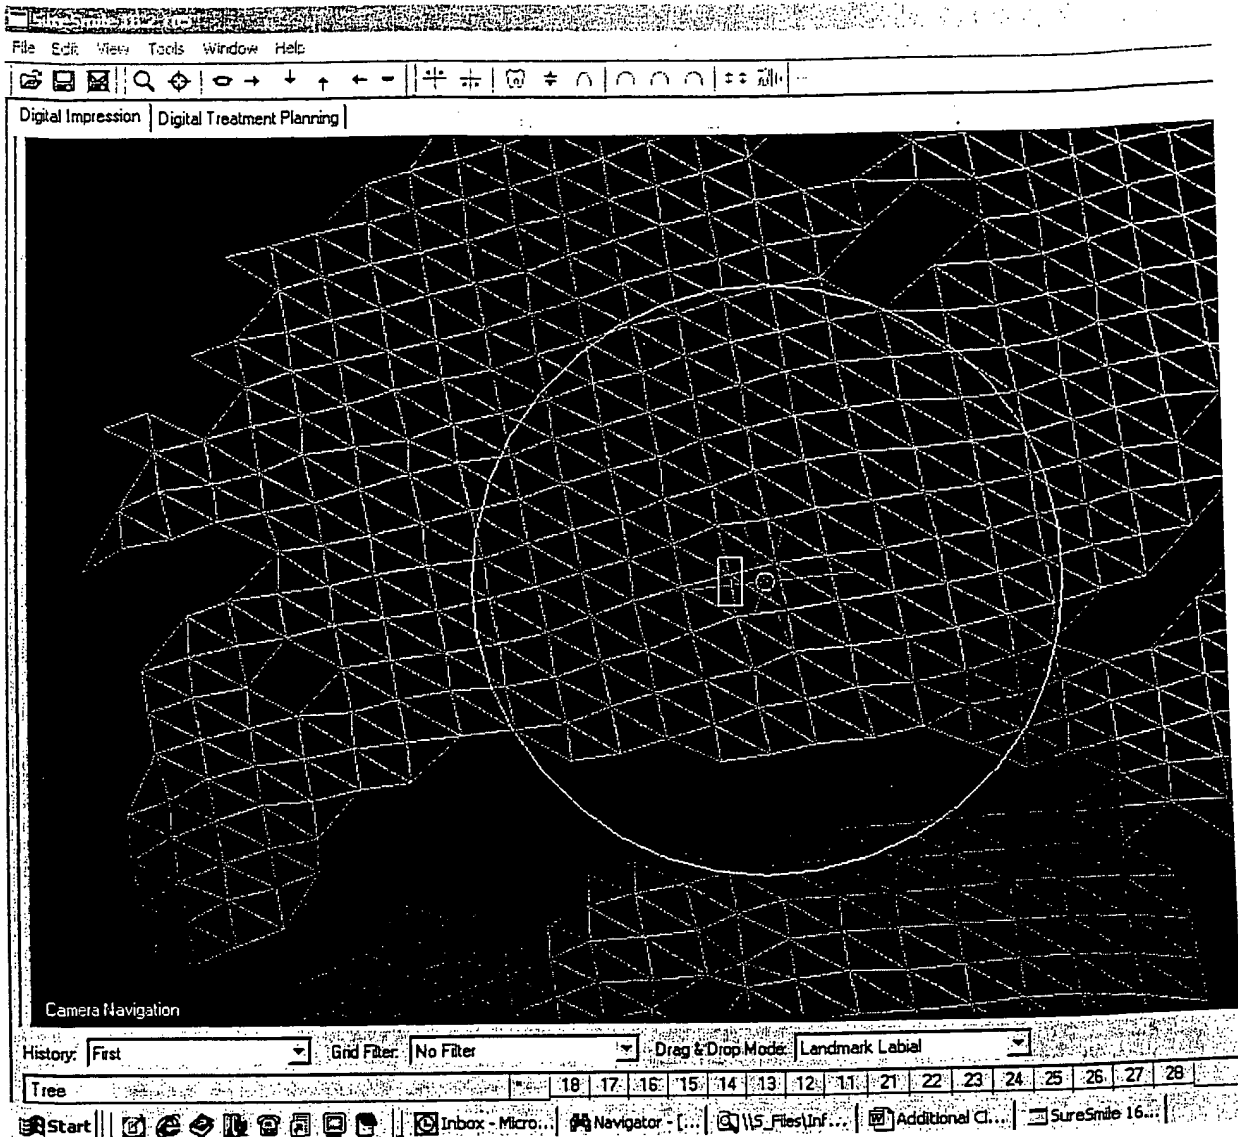 File Edit View Tools Window Help
Digital Impression Digital Treatment Planning
Camera Navigation
History: First Grid Filter: No Filter Drag & Drop Mode: Landmark Labial
Tree 18 17 16 15 14 13 12 11 21 22 23 24 25 26 27 28
Start Inbox - Micro... Navigator - [... \\S_Files\Inf... Additional Cl... SureSmile 16...